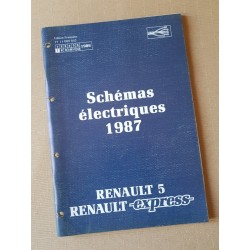 Schémas
électriques
1987
RENAULT 5
RENAULT -express-